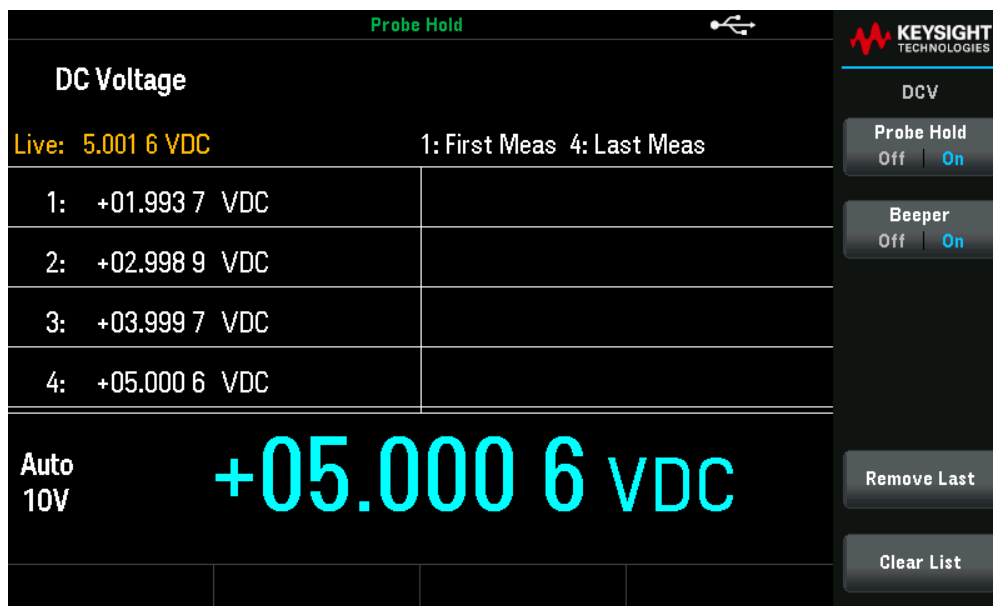 Probe Hold
KEYSIGHT
TECHNOLOGIES
DC Voltage
DCV
Live: 5.001 6 VDC
1: First Meas 4: Last Meas
Probe Hold
Off On
1: +01.993 7 VDC
Beeper
Off On
2: +02.998 9 VDC
3: +03.999 7 VDC
4: +05.000 6 VDC
Auto
10V
+05.000 6 VDC
Remove Last
Clear List